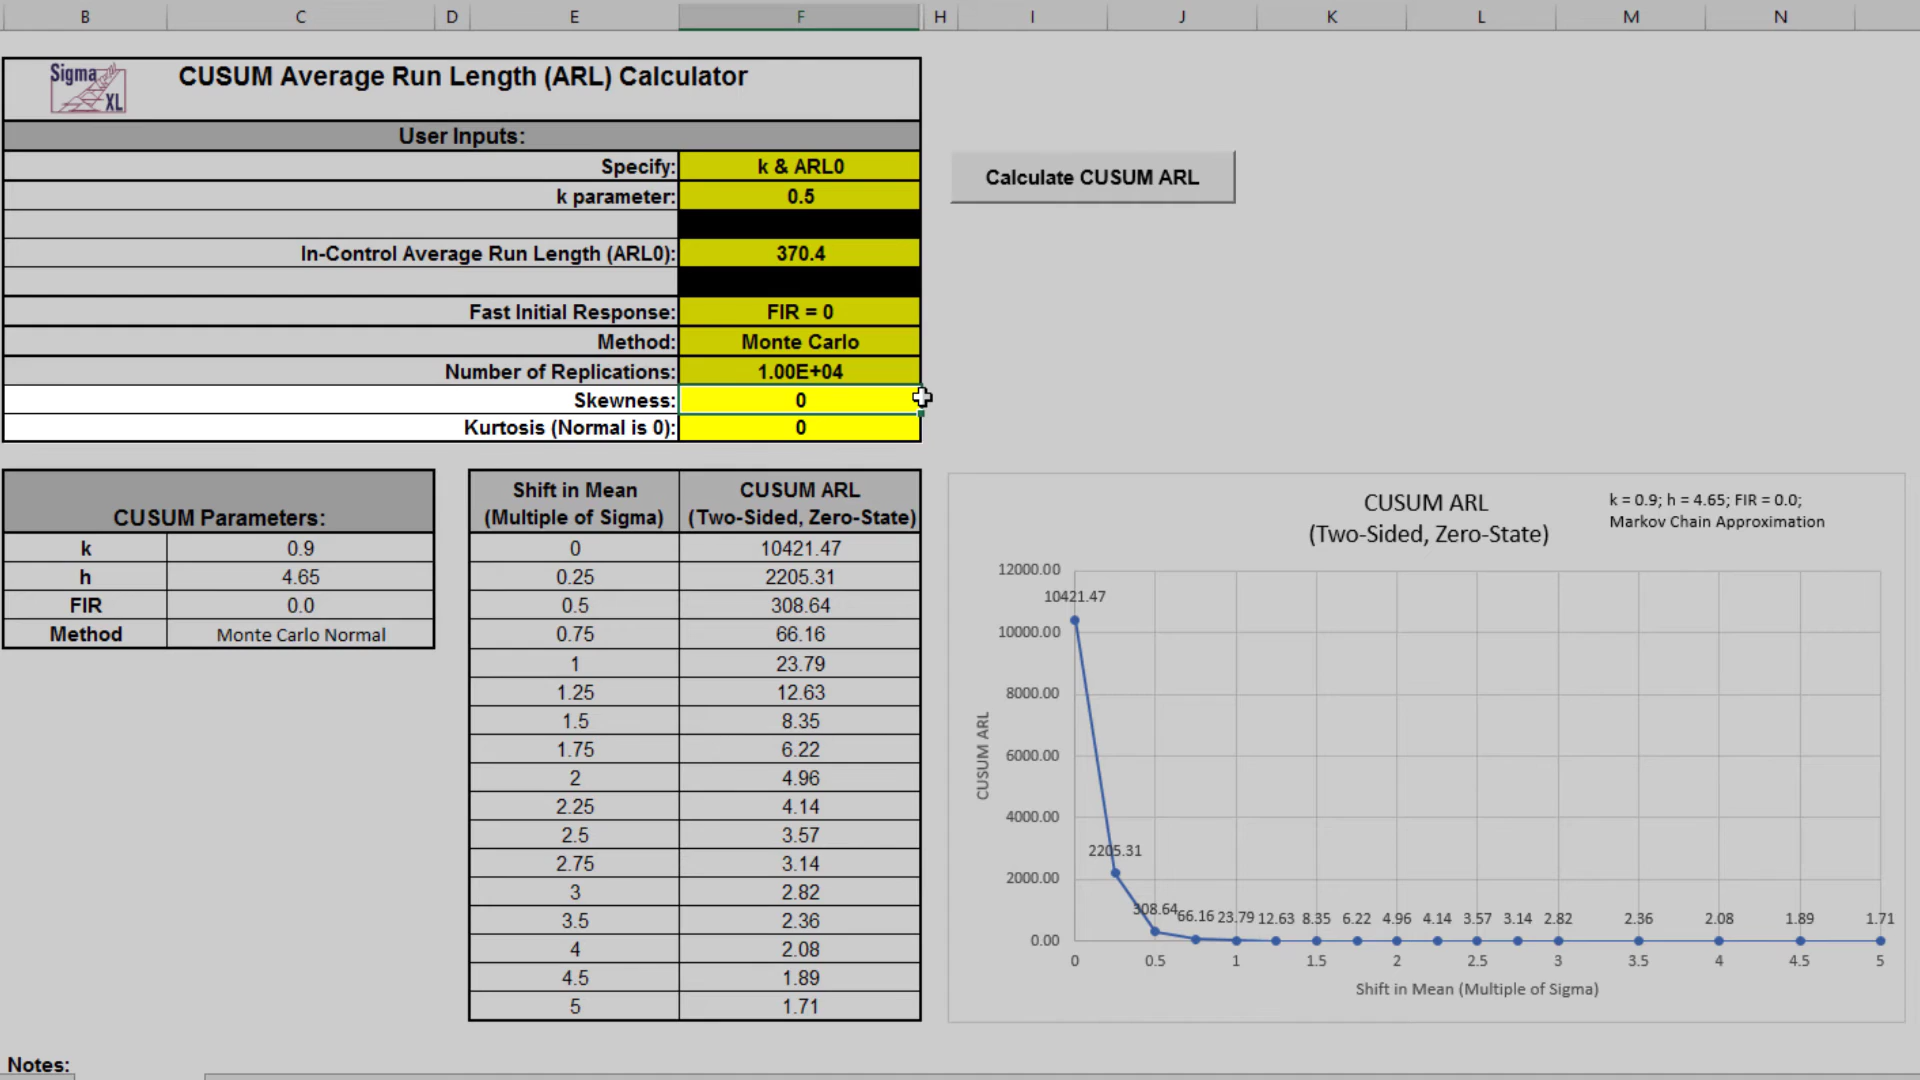 B C D E F H I J K L M N
Sigma XL
CUSUM Average Run Length (ARL) Calculator
User Inputs:
Specify: k & ARL0
k parameter: 0.5
In-Control Average Run Length (ARL0): 370.4
Fast Initial Response: FIR = 0
Method: Monte Carlo
Number of Replications: 1.00E+04
Skewness: 0
Kurtosis (Normal is 0): 0
Calculate CUSUM ARL
CUSUM Parameters:
k 0.9
h 4.65
FIR 0.0
Method Monte Carlo Normal
Shift in Mean CUSUM ARL
(Multiple of Sigma) (Two-Sided, Zero-State)
0 10421.47
0.25 2205.31
0.5 308.64
0.75 66.16
1 23.79
1.25 12.63
1.5 8.35
1.75 6.22
2 4.96
2.25 4.14
2.5 3.57
2.75 3.14
3 2.82
3.5 2.36
4 2.08
4.5 1.89
5 1.71
CUSUM ARL
(Two-Sided, Zero-State)
k = 0.9; h = 4.65; FIR = 0.0;
Markov Chain Approximation
12000.00
10421.47
10000.00
8000.00
CUSUM ARL
6000.00
4000.00
2205.31
2000.00
308.64 66.16 23.79 12.63 8.35 6.22 4.96 4.14 3.57 3.14 2.82 2.36 2.08 1.89 1.71
0.00
0 0.5 1 1.5 2 2.5 3 3.5 4 4.5 5
Shift in Mean (Multiple of Sigma)
Notes: